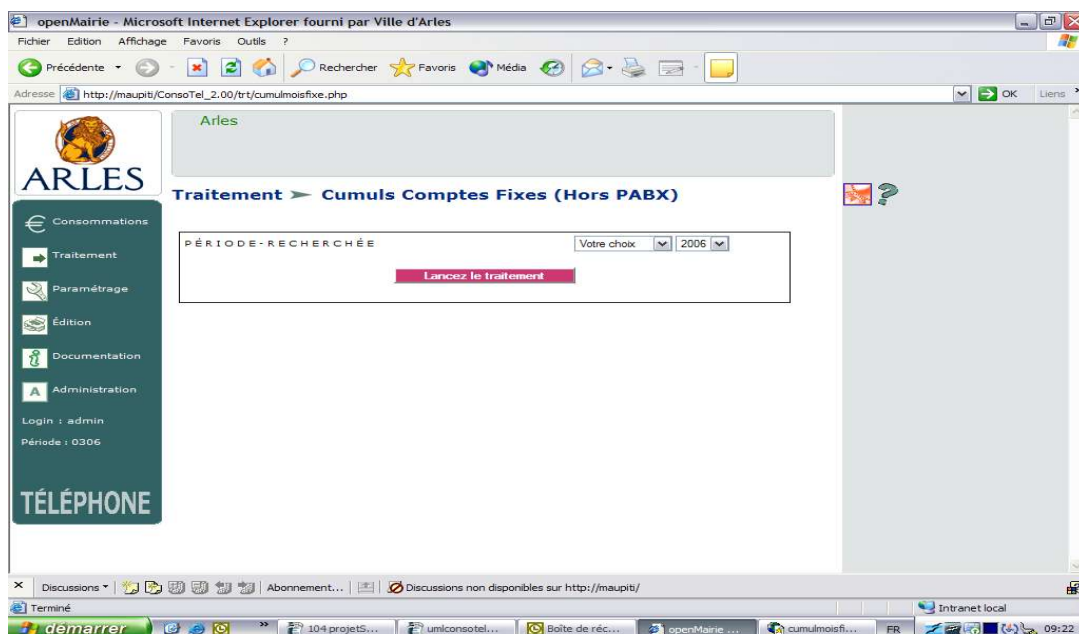 openMairie - Microsoft Internet Explorer fourni par Ville d'Arles
Fichier Edition Affichage Favoris Outils ?
Précédente Rechercher Favoris Média
Adresse http://maupiti/ConsoTel_2.00/trt/cumulmoisfixe.php OK Liens
Arles
ARLES
Traitement ➢ Cumuls Comptes Fixes (Hors PABX)
Consommations
PÉRIODE-RECHERCHÉE Votre choix 2006
Traitement
Lancez le traitement
Paramétrage
Édition
Documentation
Administration
Login : admin
Période : 0306
TÉLÉPHONE
Discussions Abonnement... Discussions non disponibles sur http://maupiti/
Terminé Intranet local
démarrer 104 projetS... umlconsotel... Boîte de réc... openMairie ... cumulmoisfi... FR 09:22